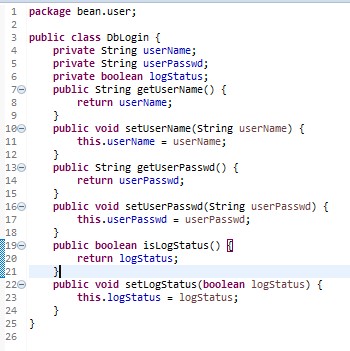 1 package bean.user;
2
3 public class DbLogin {
4     private String userName;
5     private String userPasswd;
6     private boolean logStatus;
7     public String getUserName() {
8         return userName;
9     }
10     public void setUserName(String userName) {
11         this.userName = userName;
12     }
13     public String getUserPasswd() {
14         return userPasswd;
15     }
16     public void setUserPasswd(String userPasswd) {
17         this.userPasswd = userPasswd;
18     }
19     public boolean isLogStatus() {
20         return logStatus;
21     }
22     public void setLogStatus(boolean logStatus) {
23         this.logStatus = logStatus;
24     }
25 }
26